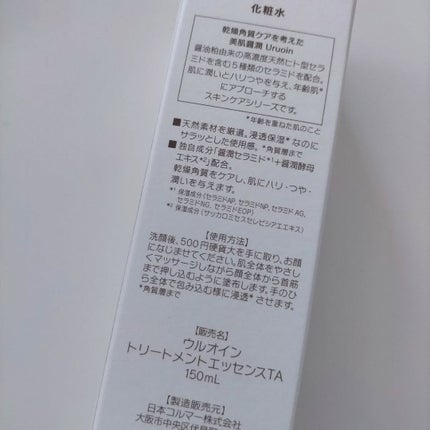 化粧水
乾燥角質ケアを考えた
美肌醤潤 Uruoin
醤油粕由来の高濃度天然ヒト型セラ
ミドを含む5種類のセラミドを配合。
肌に潤いとハリつやを与え、年齢肌*
にアプローチする
スキンケアシリーズです。
*年齢を重ねた肌のこと
■天然素材を厳選。浸透保湿*なのに
サラッとした使用感。*角質層まで
■独自成分「醤潤セラミド*1+醤潤酵母
エキス*2」配合。
乾燥角質をケアし、肌にハリ・つや・
潤いを与えます。
*1 保湿成分(セラミドAP、セラミドNP、セラミドAG、
セラミドNG、セラミドEOP)
*2 保湿成分(サッカロミセスセレビシアエエキス)
【使用方法】
洗顔後、500円硬貨大を手に取り、お顔
になじませてください。肌全体をやさし
くマッサージしながら顔全体から首筋
まで押し込むように塗布します。手のひ
ら全体で包み込む様に浸透*させます。
*角質層まで
【販売名】
ウルオイン
トリートメントエッセンスTA
150mL
【製造販売元】
日本コルマー株式会社
大阪市中央区伏見